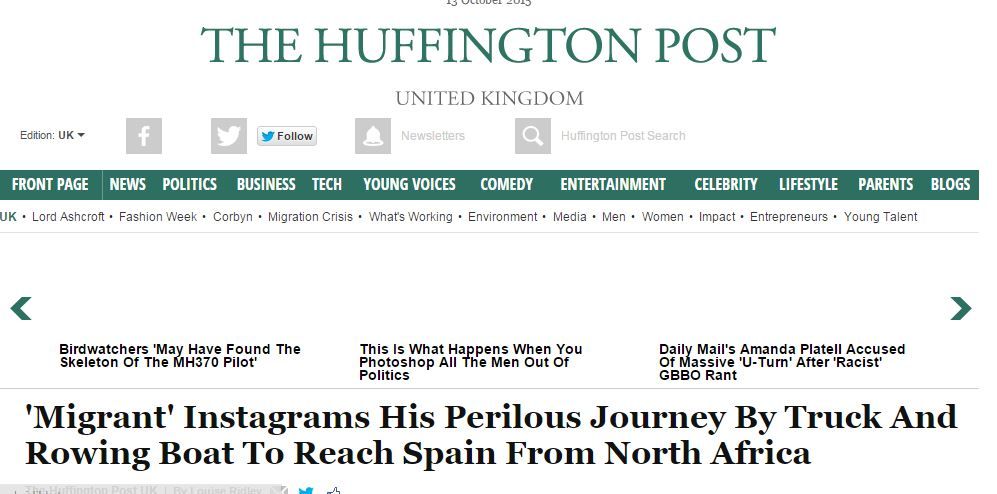 13 October 2015
THE HUFFINGTON POST
UNITED KINGDOM
Edition: UK
Follow
Newsletters
Huffington Post Search
FRONT PAGE NEWS POLITICS BUSINESS TECH YOUNG VOICES COMEDY ENTERTAINMENT CELEBRITY LIFESTYLE PARENTS BLOGS
UK • Lord Ashcroft • Fashion Week • Corbyn • Migration Crisis • What's Working • Environment • Media • Men • Women • Impact • Entrepreneurs • Young Talent
Birdwatchers 'May Have Found The
Skeleton Of The MH370 Pilot'
This Is What Happens When You
Photoshop All The Men Out Of
Politics
Daily Mail's Amanda Platell Accused
Of Massive 'U-Turn' After 'Racist'
GBBO Rant
'Migrant' Instagrams His Perilous Journey By Truck And
Rowing Boat To Reach Spain From North Africa
The Huffington Post UK | By Louise Ridley